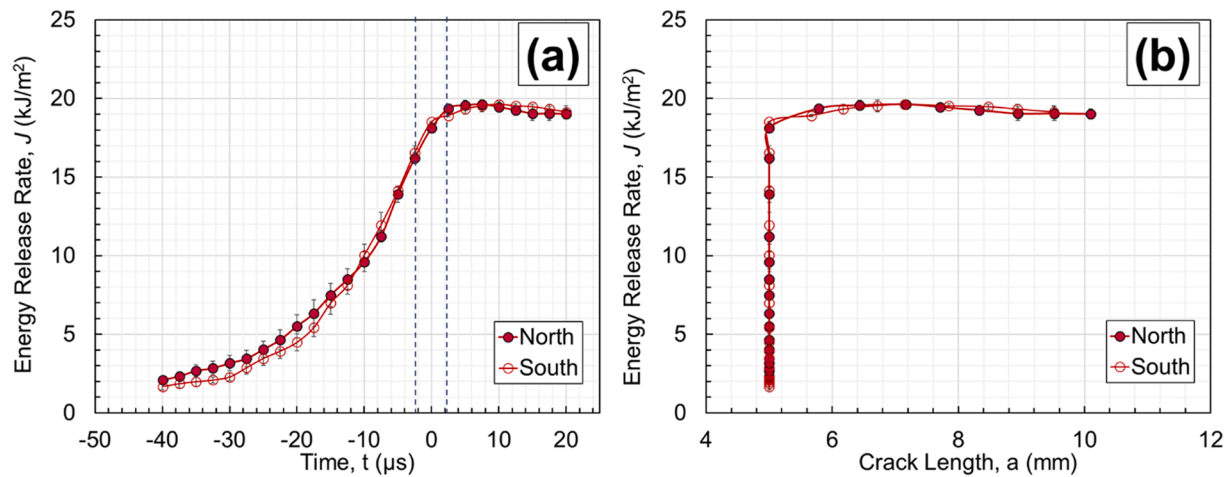 (a)
Energy Release Rate, J (kJ/m²)
25
20
15
10
5
0
North
South
-50 -40 -30 -20 -10 0 10 20
Time, t (µs)
(b)
Energy Release Rate, J (kJ/m²)
25
20
15
10
5
0
North
South
4 6 8 10 12
Crack Length, a (mm)